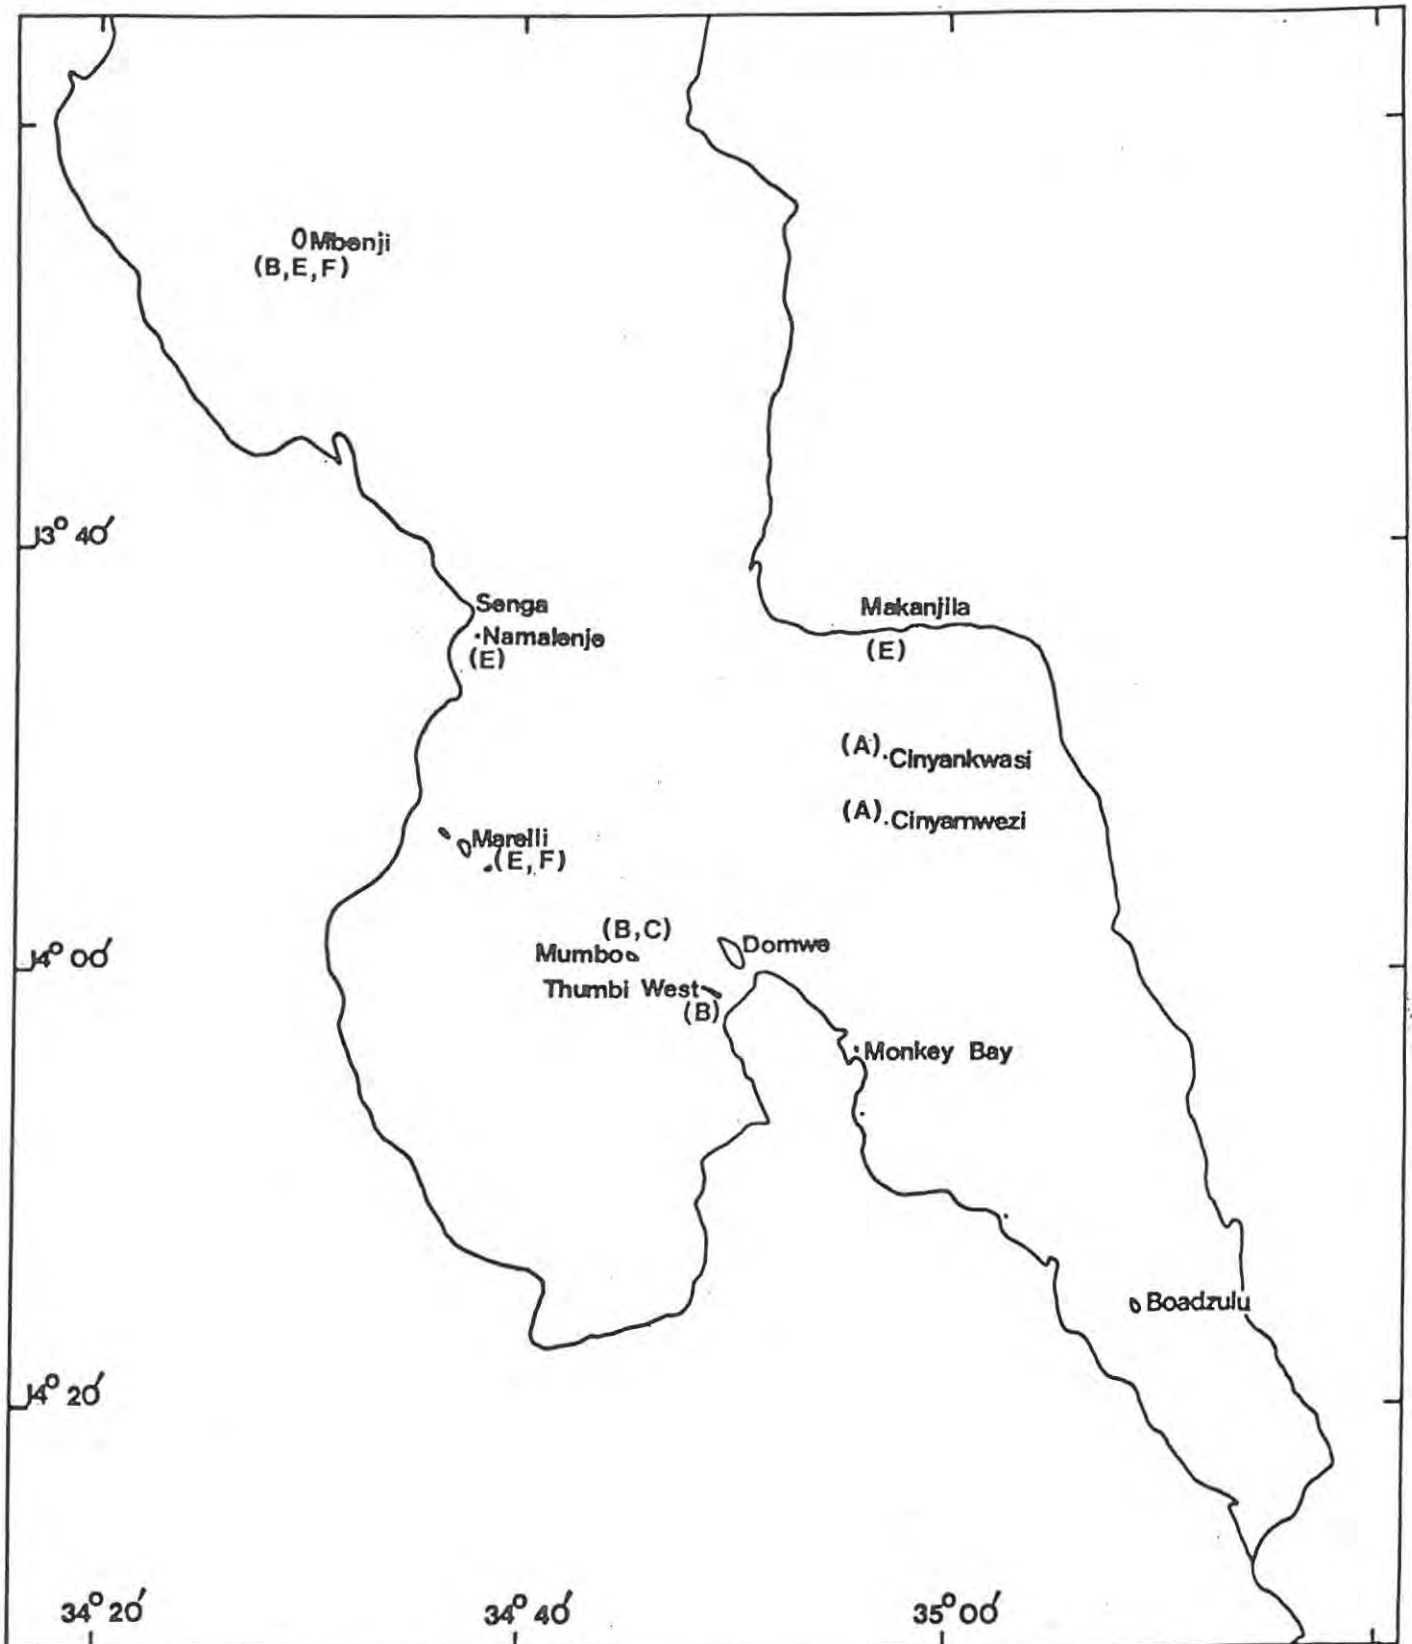 Mbenji
(B,E,F)
13° 40'
Senga
Makanjila
Namalenje
(E)
(E)
(A) Cinyankwasi
(A) Cinyamwezi
Marelli
(E, F)
(B,C)
14° 00'
Mumbo
Domwe
Thumbi West
(B)
Monkey Bay
Boadzulu
14° 20'
34° 20' 34° 40' 35° 00'